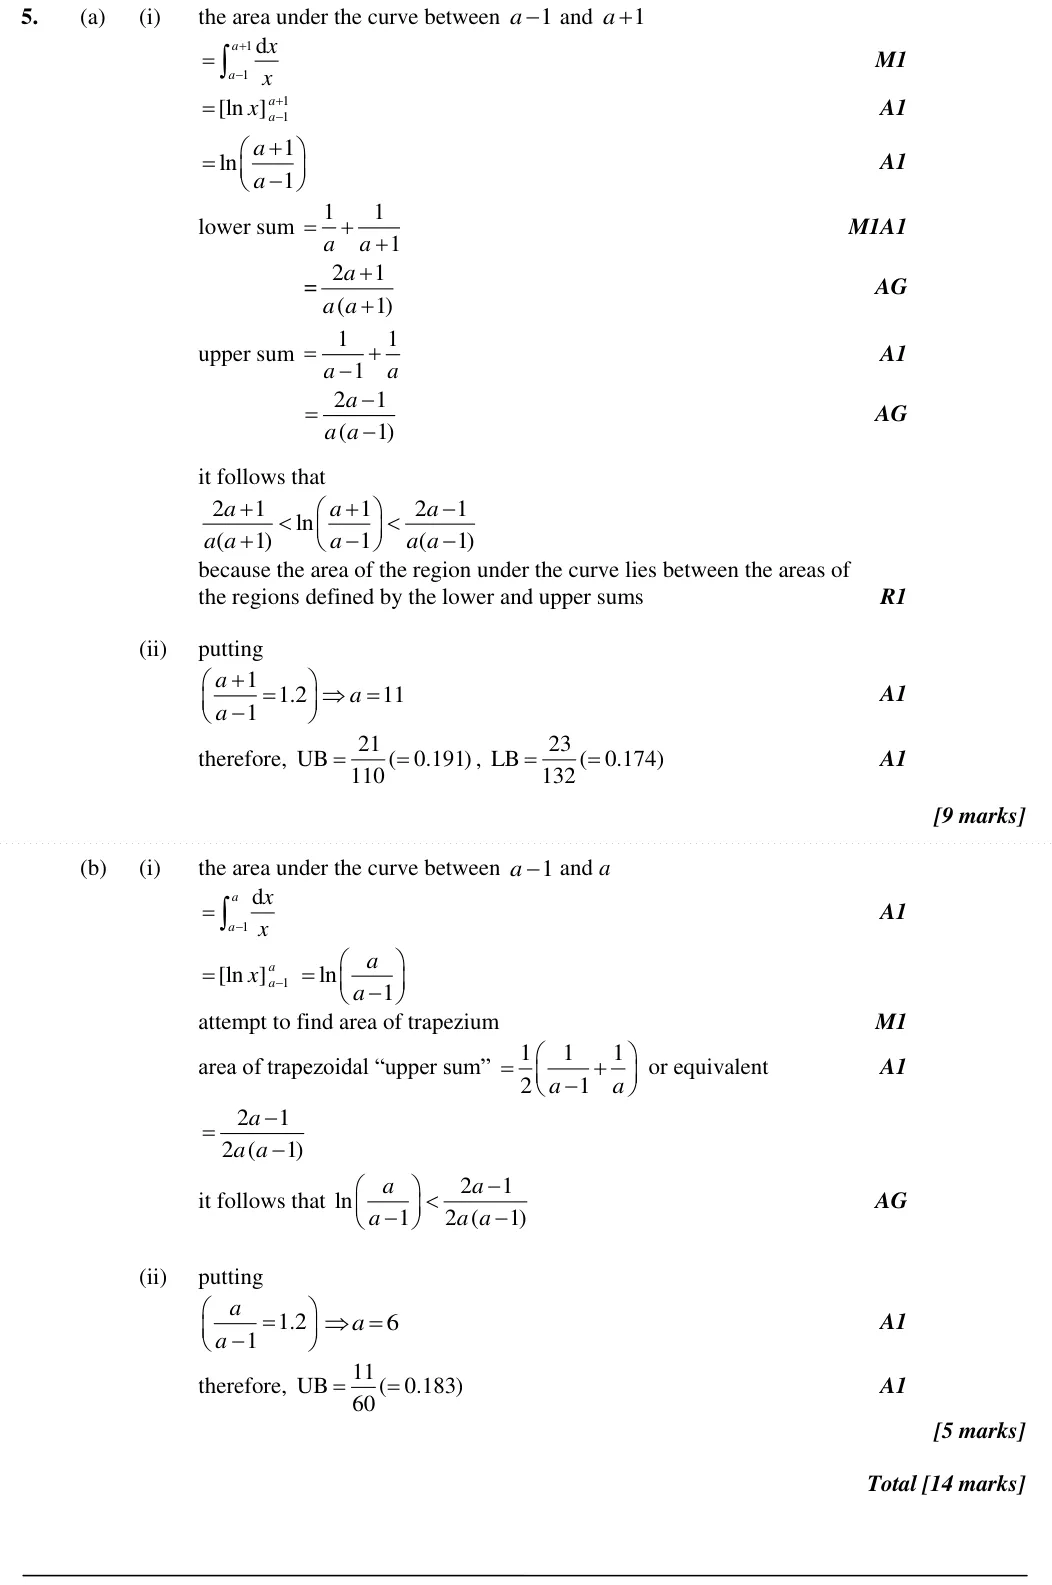 5. (a) (i) the area under the curve between a−1 and a+1
= ∫_{a−1}^{a+1} dx/x M1
= [ln x]_{a−1}^{a+1} A1
= ln((a+1)/(a−1)) A1
lower sum = 1/a + 1/(a+1) M1A1
= (2a+1)/(a(a+1)) AG
upper sum = 1/(a−1) + 1/a A1
= (2a−1)/(a(a−1)) AG
it follows that
(2a+1)/(a(a+1)) < ln((a+1)/(a−1)) < (2a−1)/(a(a−1))
because the area of the region under the curve lies between the areas of
the regions defined by the lower and upper sums R1
(ii) putting
((a+1)/(a−1) = 1.2) ⇒ a = 11 A1
therefore, UB = 21/110 (= 0.191), LB = 23/132 (= 0.174) A1
[9 marks]
(b) (i) the area under the curve between a−1 and a
= ∫_{a−1}^{a} dx/x A1
= [ln x]_{a−1}^{a} = ln(a/(a−1))
attempt to find area of trapezium M1
area of trapezoidal “upper sum” = 1/2(1/(a−1) + 1/a) or equivalent A1
= (2a−1)/(2a(a−1))
it follows that ln(a/(a−1)) < (2a−1)/(2a(a−1)) AG
(ii) putting
(a/(a−1) = 1.2) ⇒ a = 6 A1
therefore, UB = 11/60 (= 0.183) A1
[5 marks]
Total [14 marks]